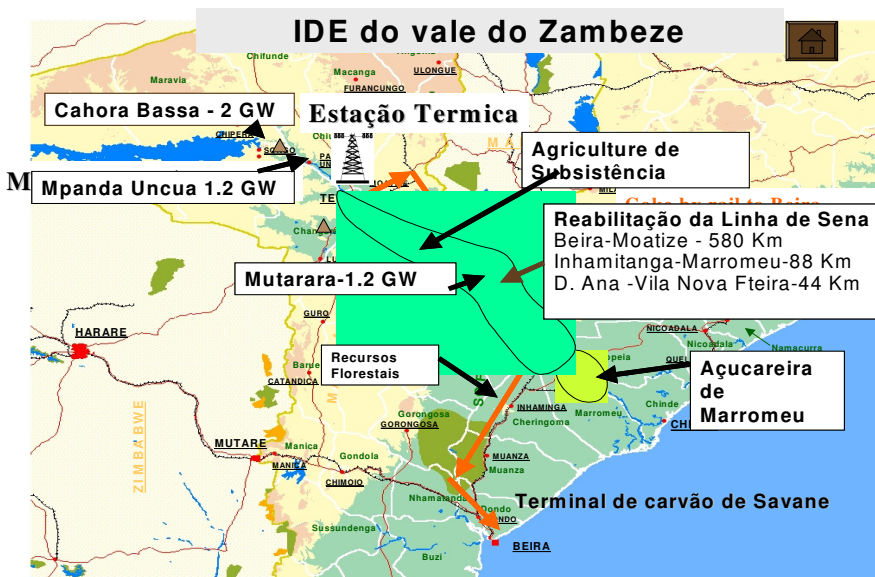 IDE do vale do Zambeze
Chifunde
Maravia
Macanga
ULONGUE
FURANCUNGO
Cahora Bassa - 2 GW
Estação Termica
CHIPERA
Agriculture de
Subsistência
M
Mpanda Uncua 1.2 GW
Reabilitação da Linha de Sena
Beira-Moatize - 580 Km
Inhamitanga-Marromeu-88 Km
D. Ana -Vila Nova Fteira-44 Km
Mutarara-1.2 GW
GURO
HARARE
NICOADALA
Nicoadala
Namacurra
Recursos
Florestais
Barue
CATANDICA
Açucareira
de
Marromeu
INHAMINGA
Cheringoma
Marromeu
Chinde
Gorongosa
GORONGOSA
MUTARE
Manica
MANICA
Gondola
CHIMOIO
MUANZA
Muanza
ZIMBABWE
Nhamatanda
Terminal de carvão de Savane
Dondo
Sussundenga
Buzi
BEIRA